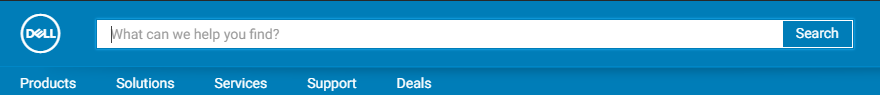 DELL
What can we help you find?
Search
Products Solutions Services Support Deals